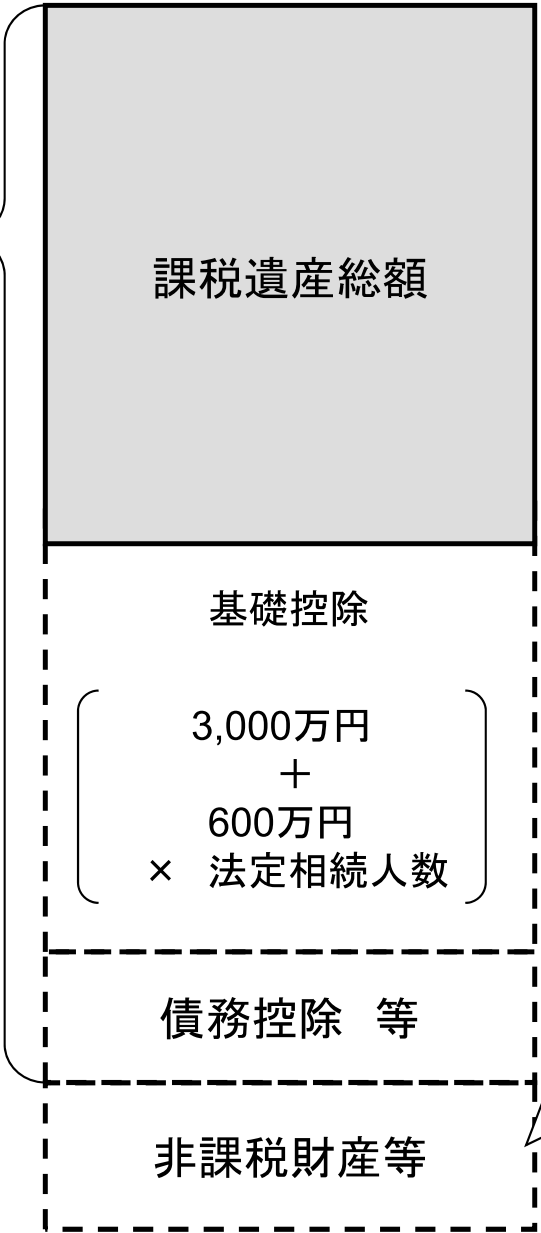 課税遺産総額
基礎控除
3,000万円
＋
600万円
× 法定相続人数
債務控除　等
非課税財産等